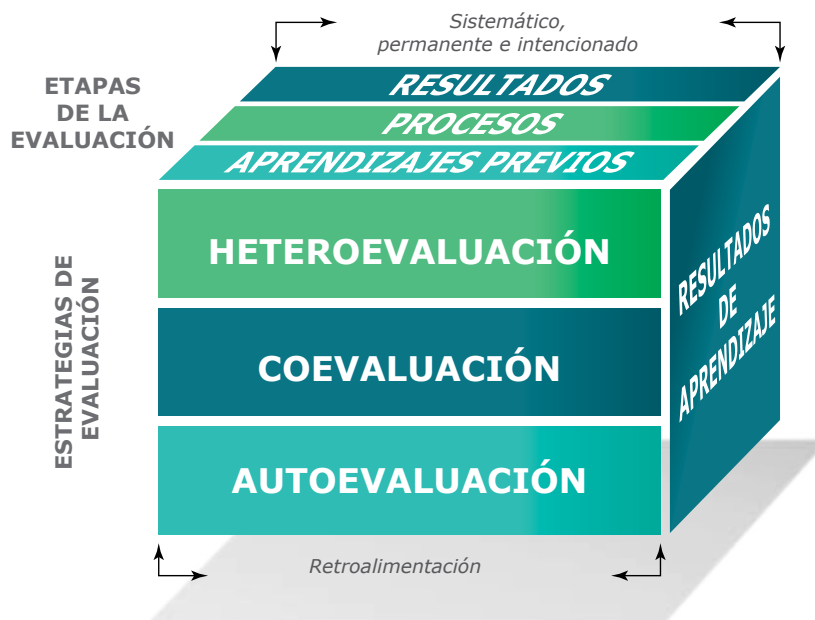 Sistemático,
permanente e intencionado
ETAPAS
DE LA
EVALUACIÓN
RESULTADOS
PROCESOS
APRENDIZAJES PREVIOS
ESTRATEGIAS DE
EVALUACIÓN
HETEROEVALUACIÓN
COEVALUACIÓN
AUTOEVALUACIÓN
RESULTADOS
DE
APRENDIZAJE
Retroalimentación